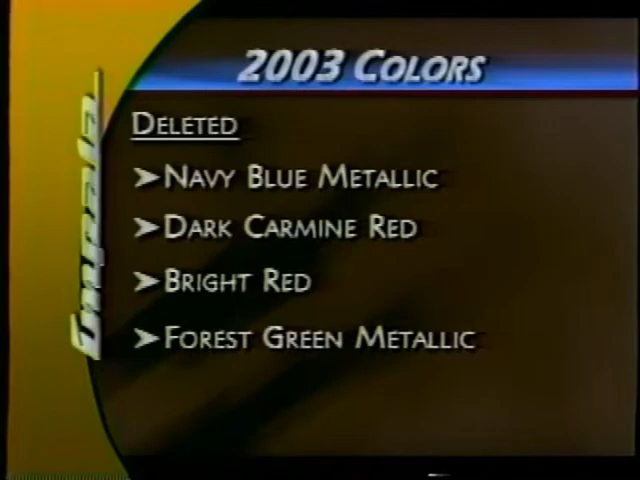 2003 COLORS
Impala
DELETED
➢NAVY BLUE METALLIC
➢DARK CARMINE RED
➢BRIGHT RED
➢FOREST GREEN METALLIC